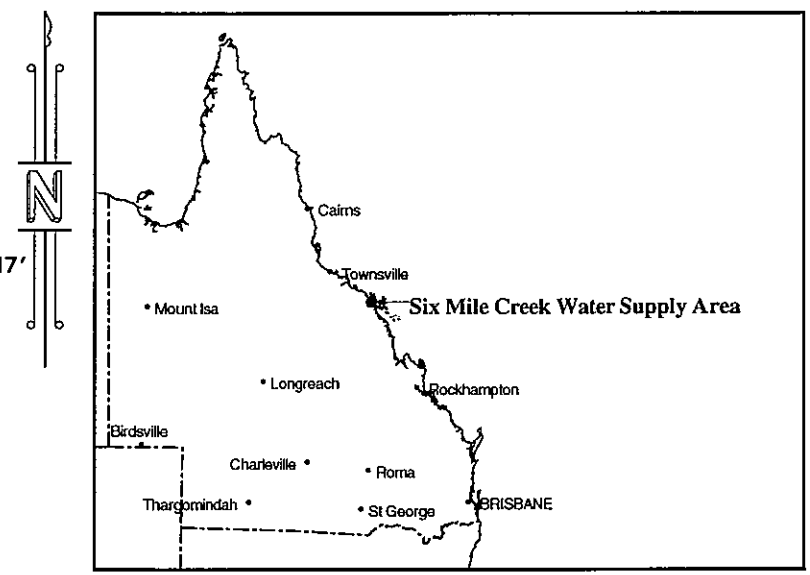 N
17'
Cairns
Townsville
Six Mile Creek Water Supply Area
Mount Isa
Longreach
Rockhampton
Birdsville
Charleville
Roma
Thargomindah
St George
BRISBANE